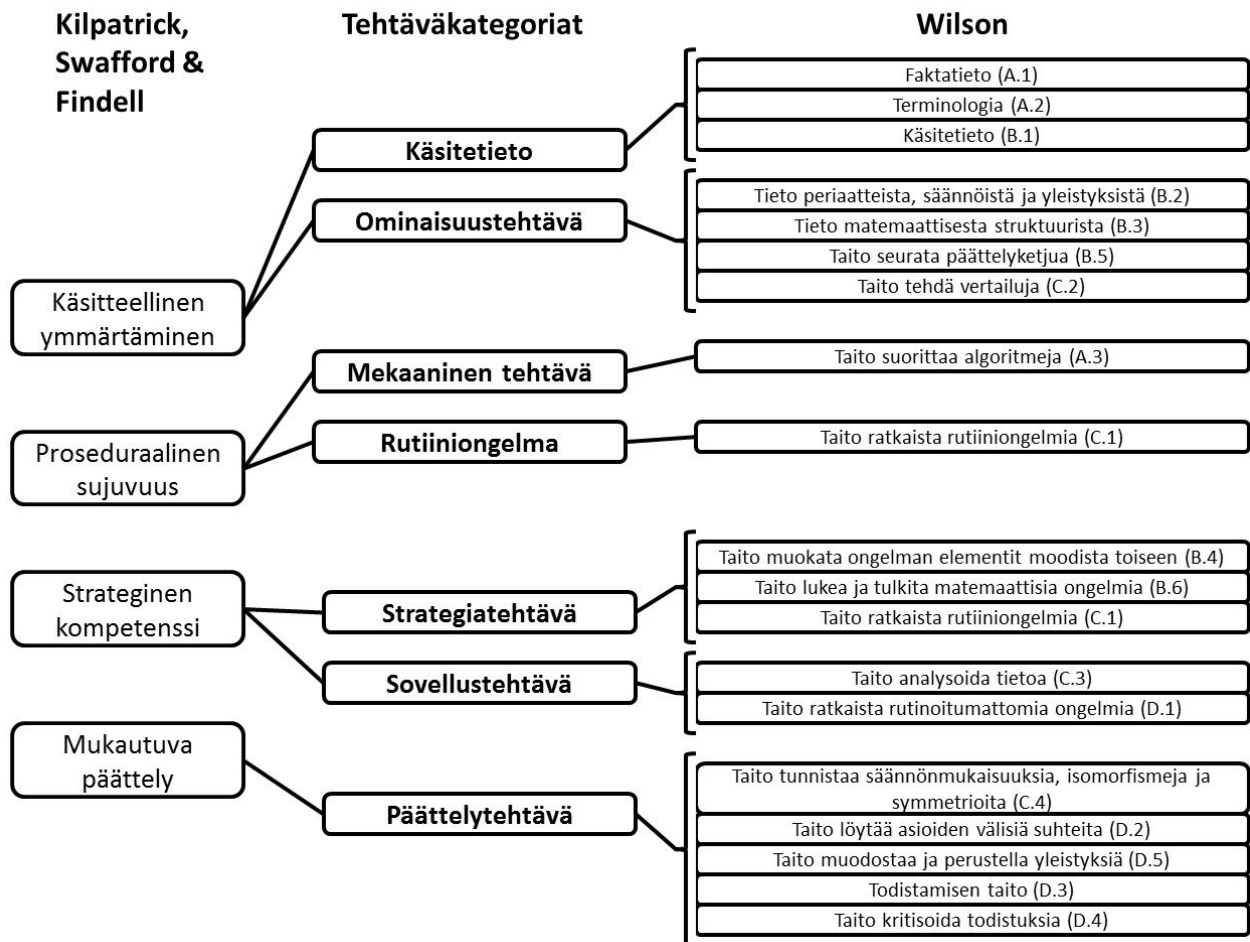 Kilpatrick,
Swafford &
Findell
Tehtäväkategoriat
Wilson
Käsitteellinen
ymmärtäminen
Proseduraalinen
sujuvuus
Strateginen
kompetenssi
Mukautuva
päättely
Käsitetieto
Ominaisuustehtävä
Mekaaninen tehtävä
Rutiiniongelma
Strategiatehtävä
Sovellustehtävä
Päättelytehtävä
Faktatieto (A.1)
Terminologia (A.2)
Käsitetieto (B.1)
Tieto periaatteista, säännöistä ja yleistyksistä (B.2)
Tieto matemaattisesta struktuurista (B.3)
Taito seurata päättelyketjua (B.5)
Taito tehdä vertailuja (C.2)
Taito suorittaa algoritmeja (A.3)
Taito ratkaista rutiiniongelmia (C.1)
Taito muokata ongelman elementit moodista toiseen (B.4)
Taito lukea ja tulkita matemaattisia ongelmia (B.6)
Taito ratkaista rutiiniongelmia (C.1)
Taito analysoida tietoa (C.3)
Taito ratkaista rutinoitumattomia ongelmia (D.1)
Taito tunnistaa säännönmukaisuuksia, isomorfismeja ja
symmetrioita (C.4)
Taito löytää asioiden välisiä suhteita (D.2)
Taito muodostaa ja perustella yleistyksiä (D.5)
Todistamisen taito (D.3)
Taito kritisoida todistuksia (D.4)